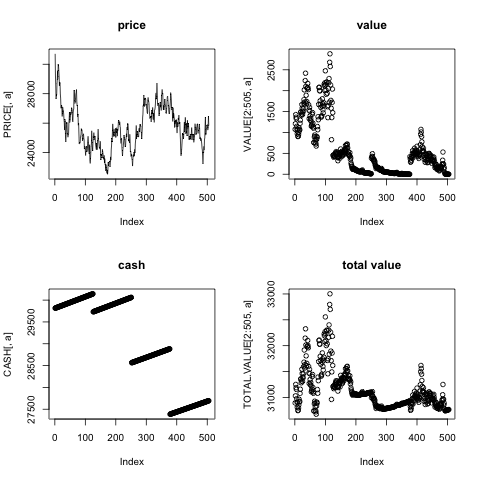 price
PRICE[, a]
24000 28000
0 100 200 300 400 500
Index
value
VALUE[2:505, a]
0 500 1500 2500
0 100 200 300 400 500
Index
cash
CASH[, a]
27500 28500 29500
0 100 200 300 400 500
Index
total value
TOTAL.VALUE[2:505, a]
31000 32000 33000
0 100 200 300 400 500
Index